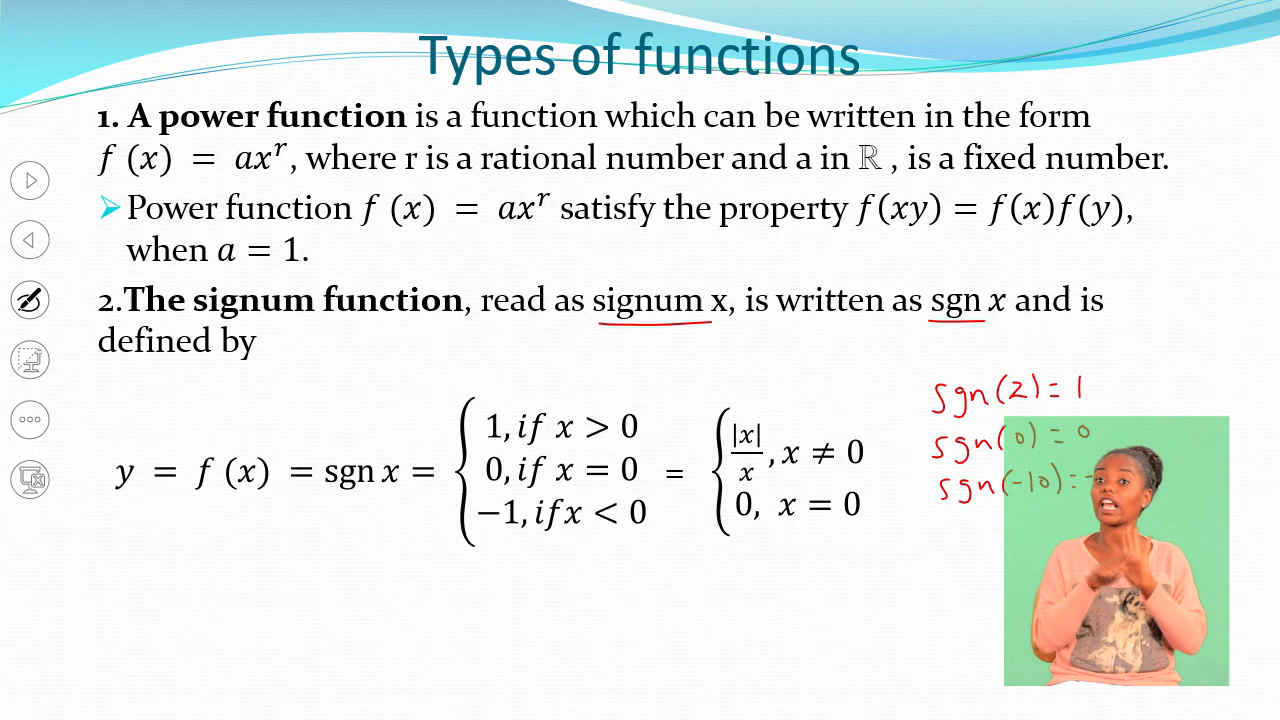 Types of functions
1. A power function is a function which can be written in the form
f (x) = ax^r, where r is a rational number and a in ℝ , is a fixed number.
➢Power function f (x) = ax^r satisfy the property f(xy) = f(x)f(y),
when a = 1.
2.The signum function, read as signum x, is written as sgn x and is
defined by
y = f (x) = sgn x = { 1, if x > 0 0, if x = 0 −1, ifx < 0 = { |x|/x , x ≠ 0 0, x = 0
sgn(2) = 1
sgn(0) = 0
sgn(-10) = -